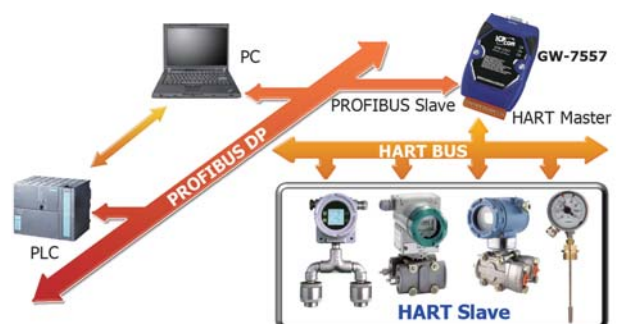 PC
GW-7557
PROFIBUS Slave
HART Master
PROFIBUS DP
HART BUS
PLC
HART Slave